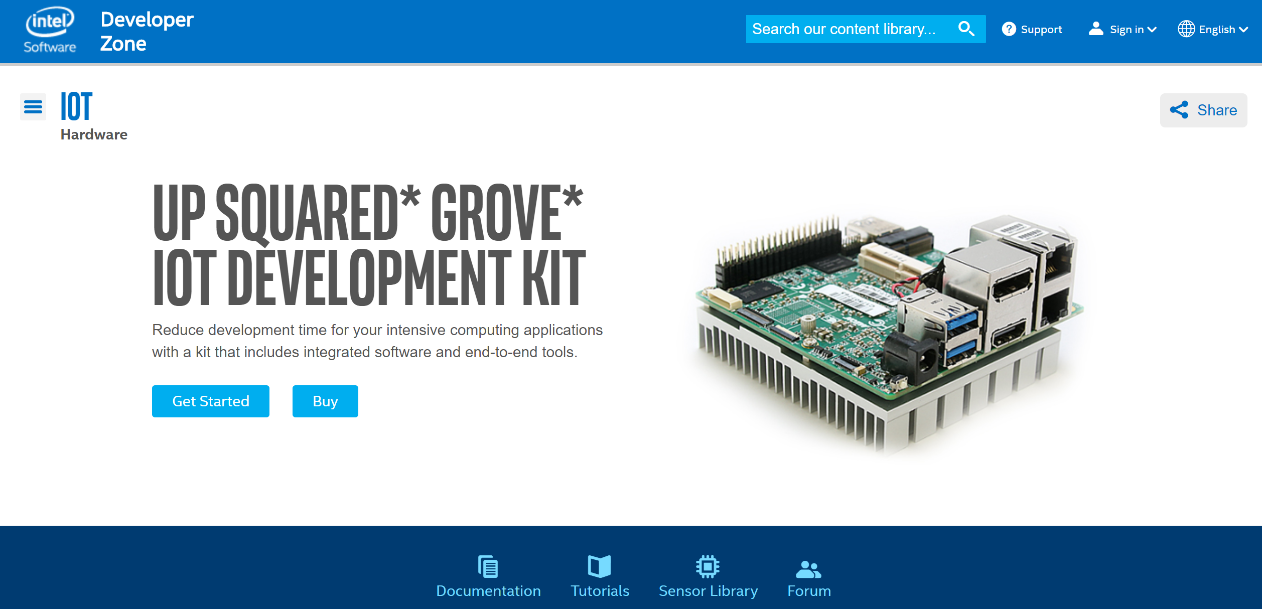 intel
Software
Developer
Zone
Search our content library...
Support
Sign in
English
IOT
Hardware
Share
UP SQUARED* GROVE*
IOT DEVELOPMENT KIT
Reduce development time for your intensive computing applications
with a kit that includes integrated software and end-to-end tools.
Get Started
Buy
Documentation
Tutorials
Sensor Library
Forum